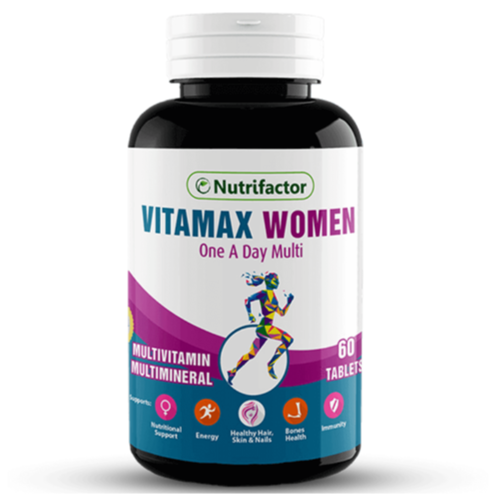 Nutrifactor
VITAMAX WOMEN
One A Day Multi
MULTIVITAMIN
MULTIMINERAL
60
TABLETS
Supports:
Nutritional
Support
Energy
Healthy Hair,
Skin & Nails
Bones
Health
Immunity